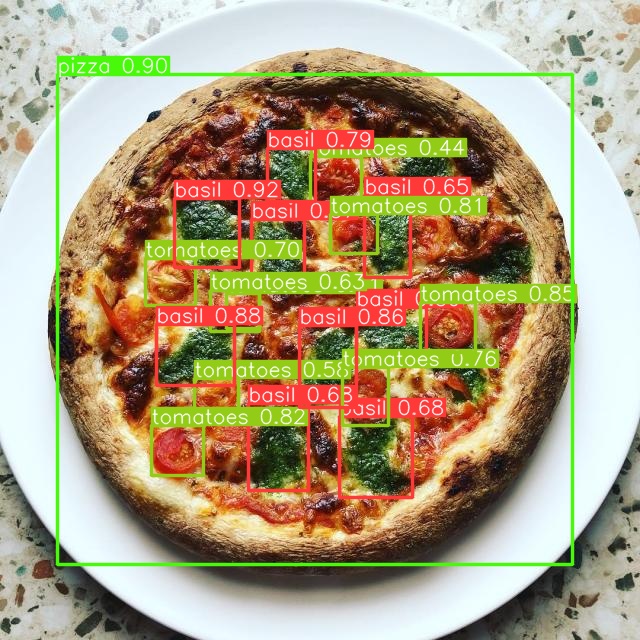 pizza 0.90
basil 0.79
tomatoes 0.44
basil 0.92
basil 0.65
basil 0.
tomatoes 0.81
tomatoes 0.70
tomatoes 0.63
basil
tomatoes 0.85
basil 0.88
basil 0.86
tomatoes 0.76
tomatoes 0.58
basil 0.68
basil 0.68
tomatoes 0.82